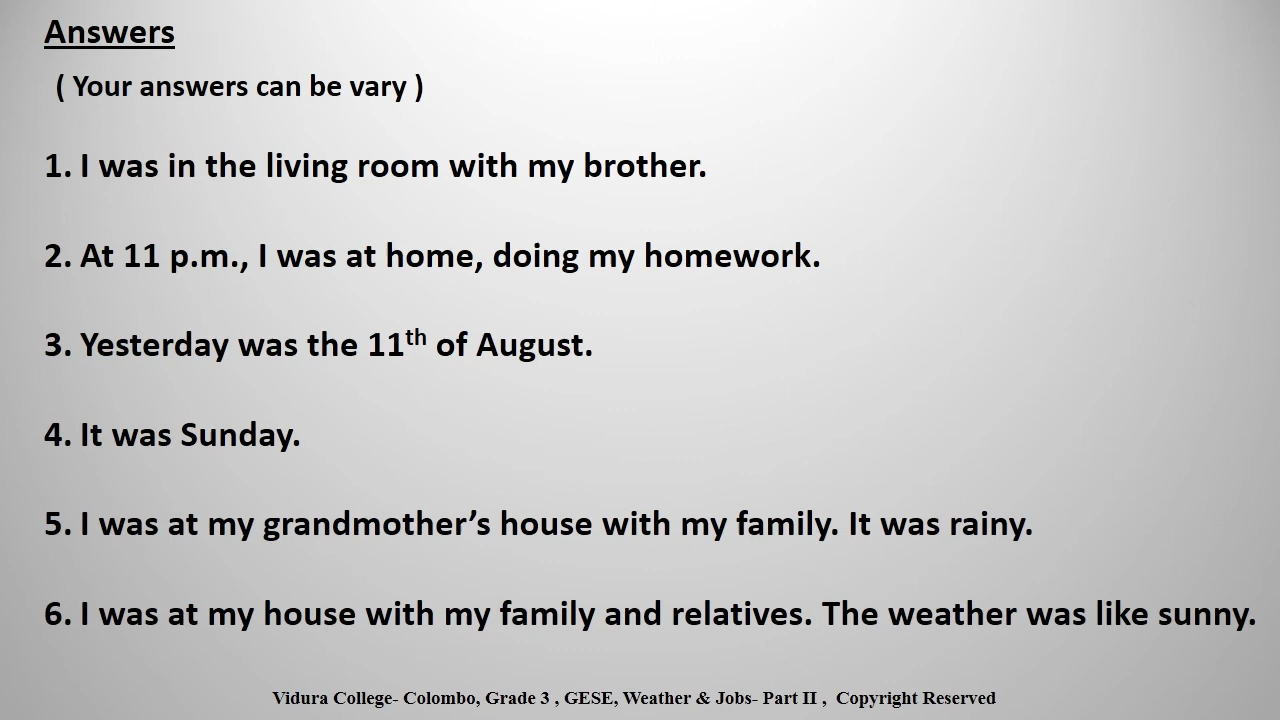 Answers
( Your answers can be vary )
1. I was in the living room with my brother.
2. At 11 p.m., I was at home, doing my homework.
3. Yesterday was the 11th of August.
4. It was Sunday.
5. I was at my grandmother’s house with my family. It was rainy.
6. I was at my house with my family and relatives. The weather was like sunny.
Vidura College- Colombo, Grade 3 , GESE, Weather & Jobs- Part II ,  Copyright Reserved